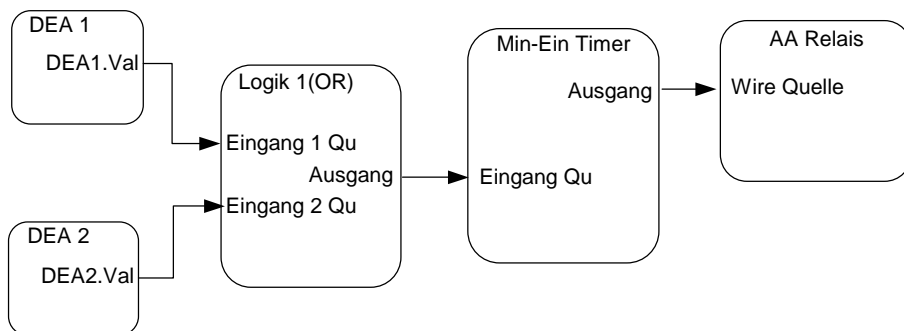 DEA 1
DEA1.Val
DEA 2
DEA2.Val
Logik 1(OR)
Eingang 1 Qu
Ausgang
Eingang 2 Qu
Min-Ein Timer
Ausgang
Eingang Qu
AA Relais
Wire Quelle